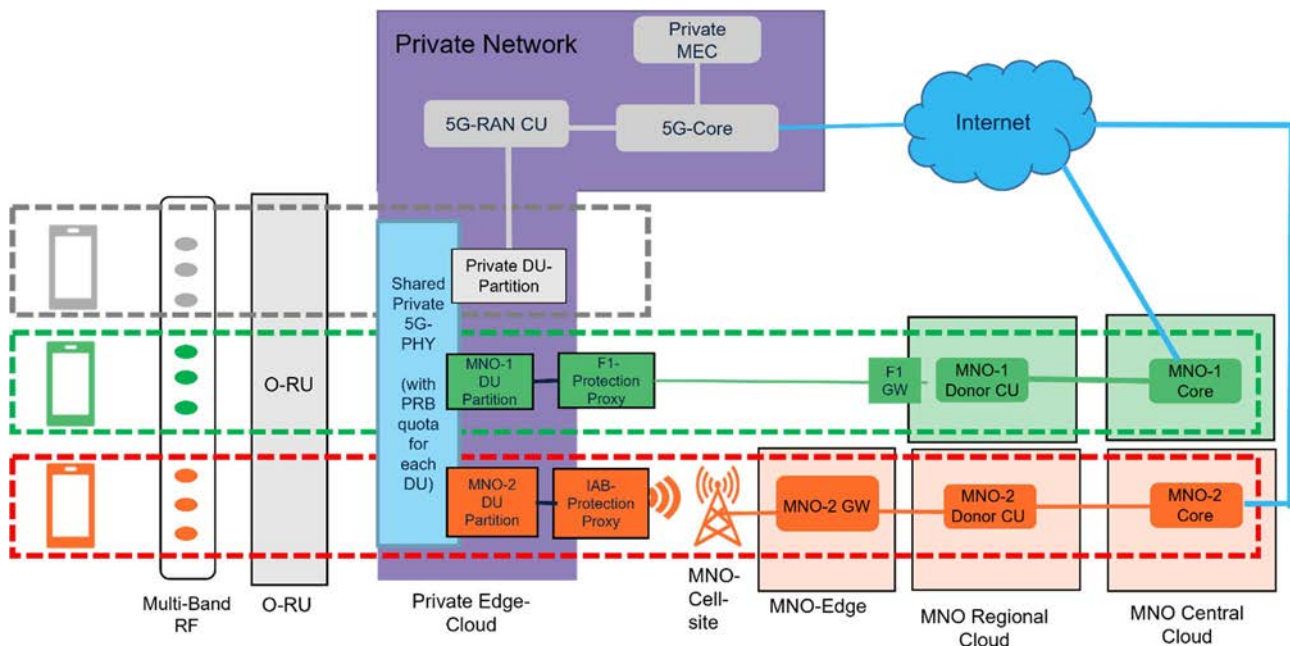 Private Network
Private
MEC
5G-RAN CU
5G-Core
Internet
Private DU-
Partition
Shared
Private
5G-
PHY
(with
PRB
quota
for
each
DU)
O-RU
MNO-1
DU
Partition
F1-
Protection
Proxy
F1
GW
MNO-1
Donor CU
MNO-1
Core
MNO-2
DU
Partition
IAB-
Protection
Proxy
MNO-2 GW
MNO-2
Donor CU
MNO-2
Core
Multi-Band
RF
O-RU
Private Edge-
Cloud
MNO-
Cell-
site
MNO-Edge
MNO Regional
Cloud
MNO Central
Cloud